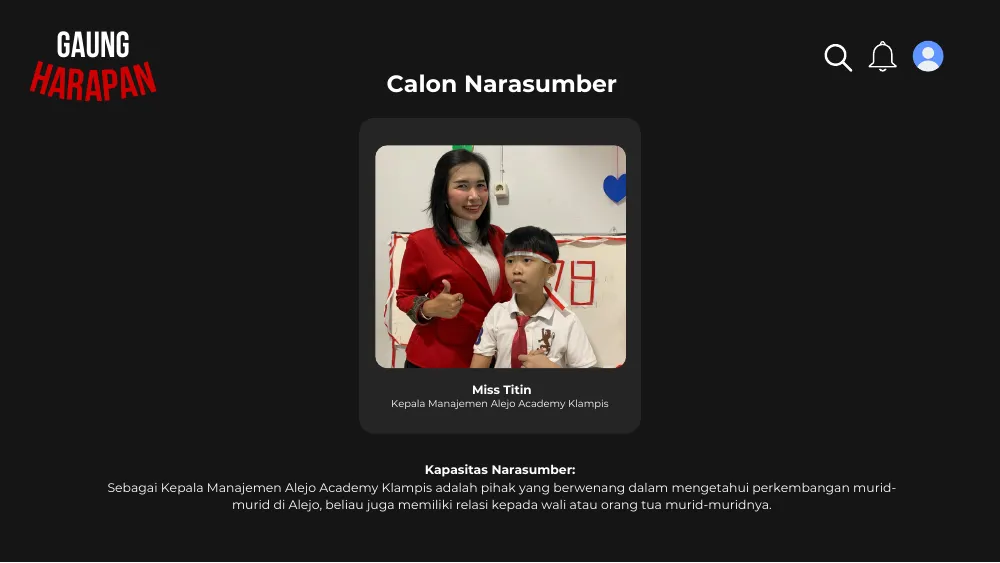 GAUNG
HARAPAN
Calon Narasumber
78
Miss Titin
Kepala Manajemen Alejo Academy Klampis
Kapasitas Narasumber:
Sebagai Kepala Manajemen Alejo Academy Klampis adalah pihak yang berwenang dalam mengetahui perkembangan murid-
murid di Alejo, beliau juga memiliki relasi kepada wali atau orang tua murid-muridnya.